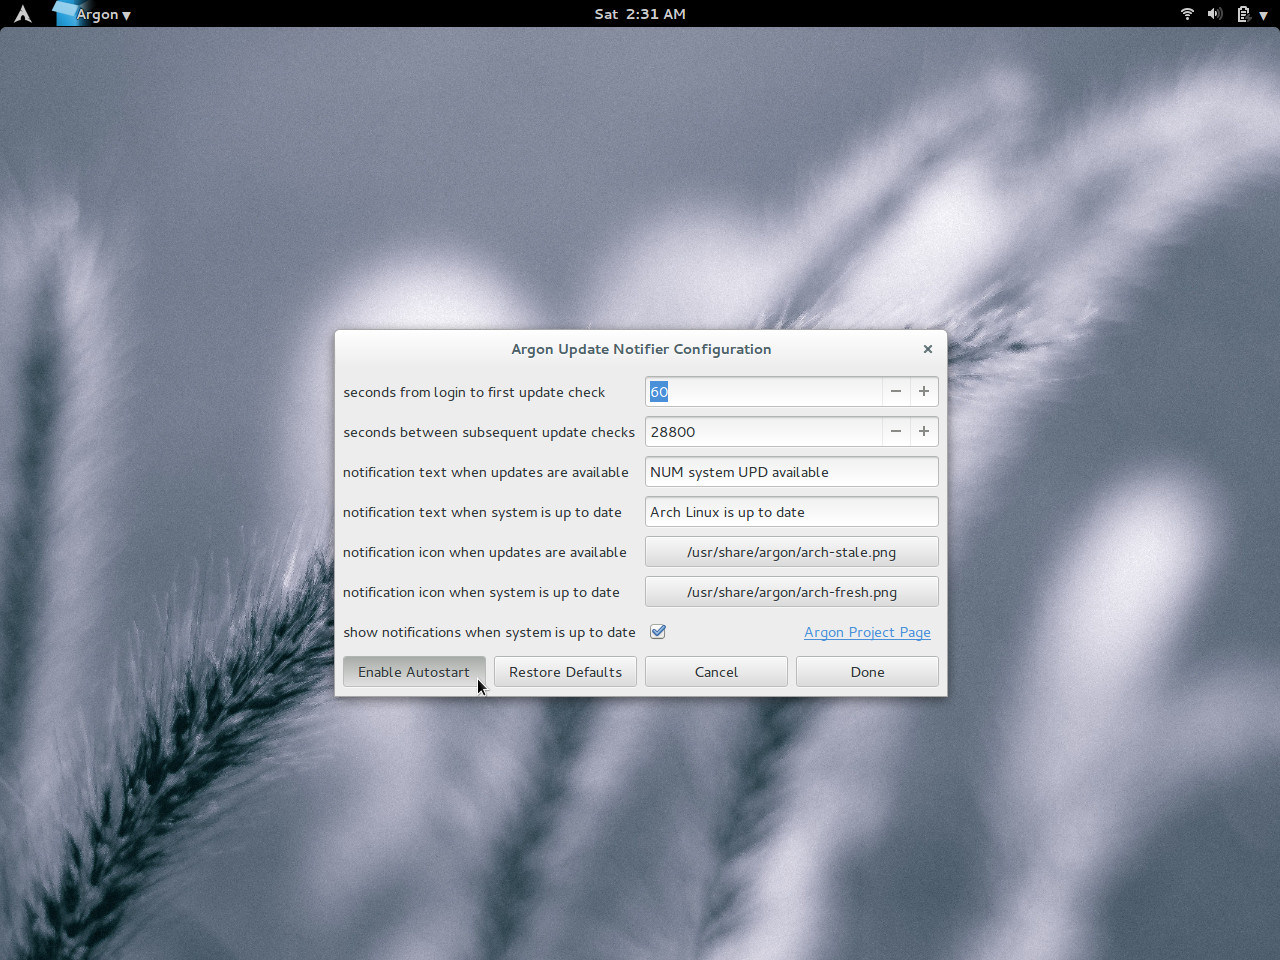 Argon ▾
Sat 2:31 AM
Argon Update Notifier Configuration
seconds from login to first update check 60
seconds between subsequent update checks 28800
notification text when updates are available NUM system UPD available
notification text when system is up to date Arch Linux is up to date
notification icon when updates are available /usr/share/argon/arch-stale.png
notification icon when system is up to date /usr/share/argon/arch-fresh.png
show notifications when system is up to date Argon Project Page
Enable Autostart Restore Defaults Cancel Done